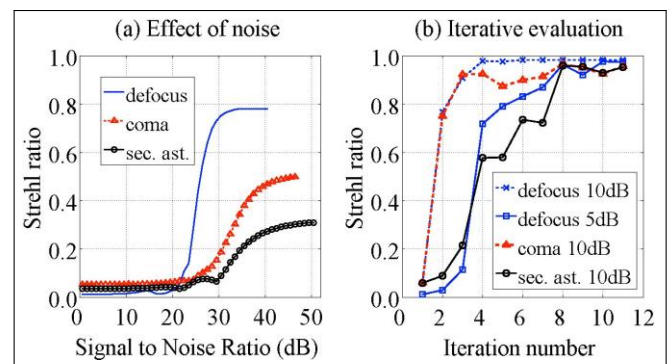 (a) Effect of noise
Strehl ratio
1.0
0.8
0.6
0.4
0.2
0.0
defocus
coma
sec. ast.
0 10 20 30 40 50
Signal to Noise Ratio (dB)
(b) Iterative evaluation
Strehl ratio
1.0
0.8
0.6
0.4
0.2
0.0
defocus 10dB
defocus 5dB
coma 10dB
sec. ast. 10dB
0 2 4 6 8 10 12
Iteration number